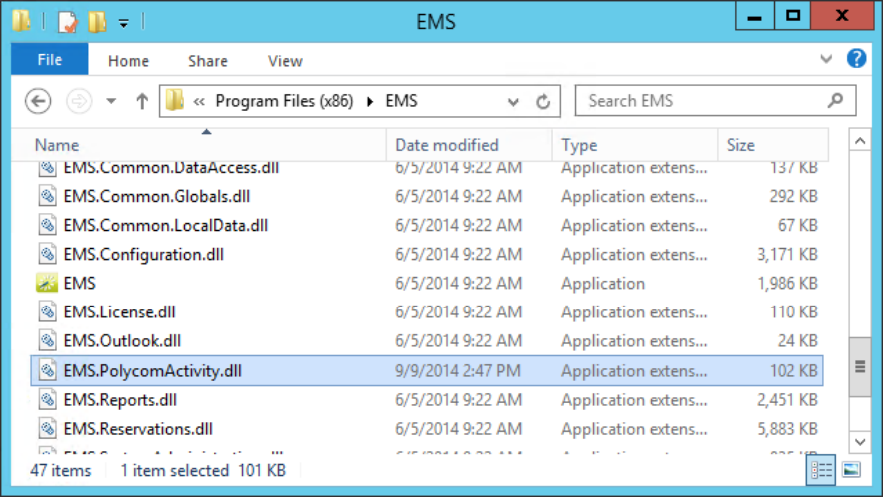 EMS
File Home Share View
« Program Files (x86) EMS Search EMS
Name Date modified Type Size
EMS.Common.DataAccess.dll 6/5/2014 9:22 AM Application extens... 137 KB
EMS.Common.Globals.dll 6/5/2014 9:22 AM Application extens... 292 KB
EMS.Common.LocalData.dll 6/5/2014 9:22 AM Application extens... 67 KB
EMS.Configuration.dll 6/5/2014 9:22 AM Application extens... 3,171 KB
EMS 6/5/2014 9:22 AM Application 1,986 KB
EMS.License.dll 6/5/2014 9:22 AM Application extens... 110 KB
EMS.Outlook.dll 6/5/2014 9:22 AM Application extens... 24 KB
EMS.PolycomActivity.dll 9/9/2014 2:47 PM Application extens... 102 KB
EMS.Reports.dll 6/5/2014 9:22 AM Application extens... 2,451 KB
EMS.Reservations.dll 6/5/2014 9:22 AM Application extens... 5,883 KB
47 items 1 item selected 101 KB